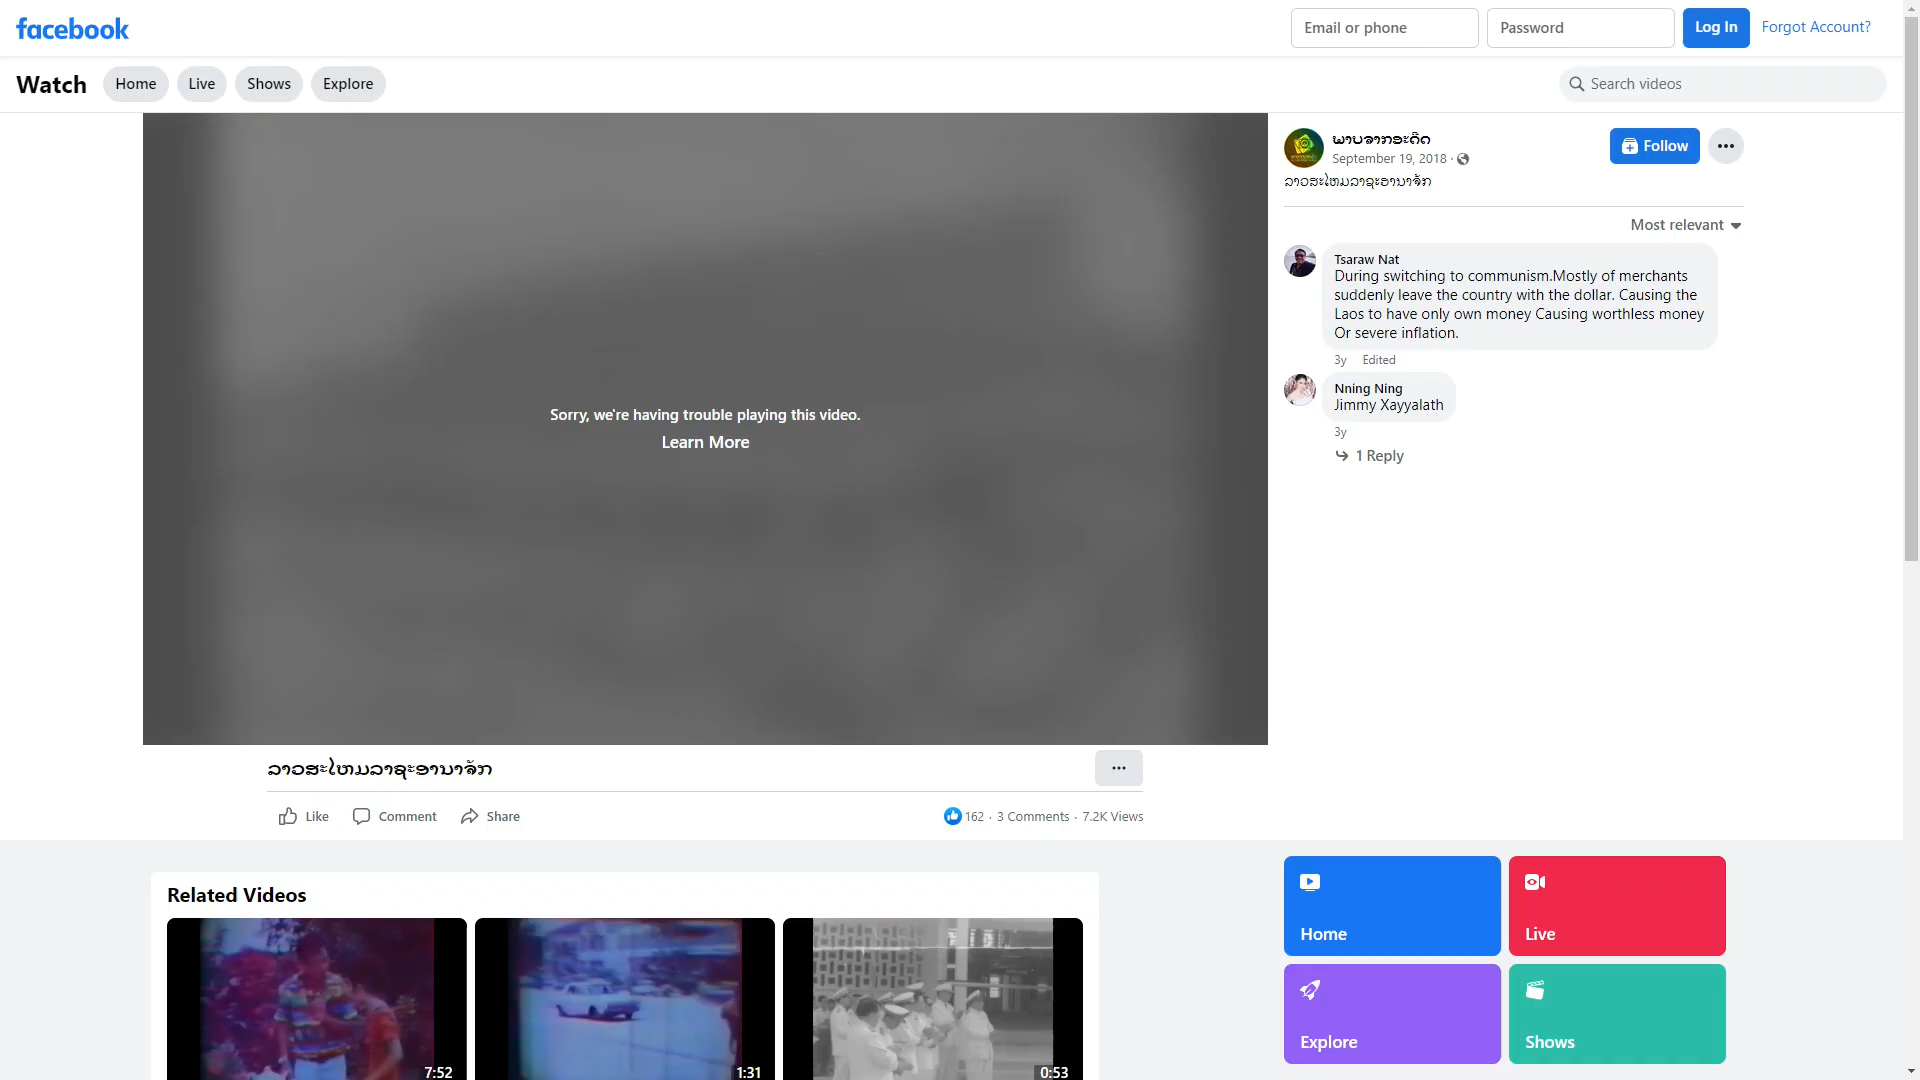 facebook
Email or phone
Password
Log In
Forgot Account?
Watch
Home
Live
Shows
Explore
Search videos
Sorry, we're having trouble playing this video.
Learn More
ພາບຈາກອະດີດ
September 19, 2018 ·
Follow
ລາວສະໄຫມລາຊະອານາຈັກ
Most relevant
Tsaraw Nat
During switching to communism.Mostly of merchants
suddenly leave the country with the dollar. Causing the
Laos to have only own money Causing worthless money
Or severe inflation.
3y Edited
Nning Ning
Jimmy Xayyalath
3y
1 Reply
ລາວສະໄຫມລາຊະອານາຈັກ
Like
Comment
Share
162 · 3 Comments · 7.2K Views
Related Videos
7:52
1:31
0:53
Home
Live
Explore
Shows